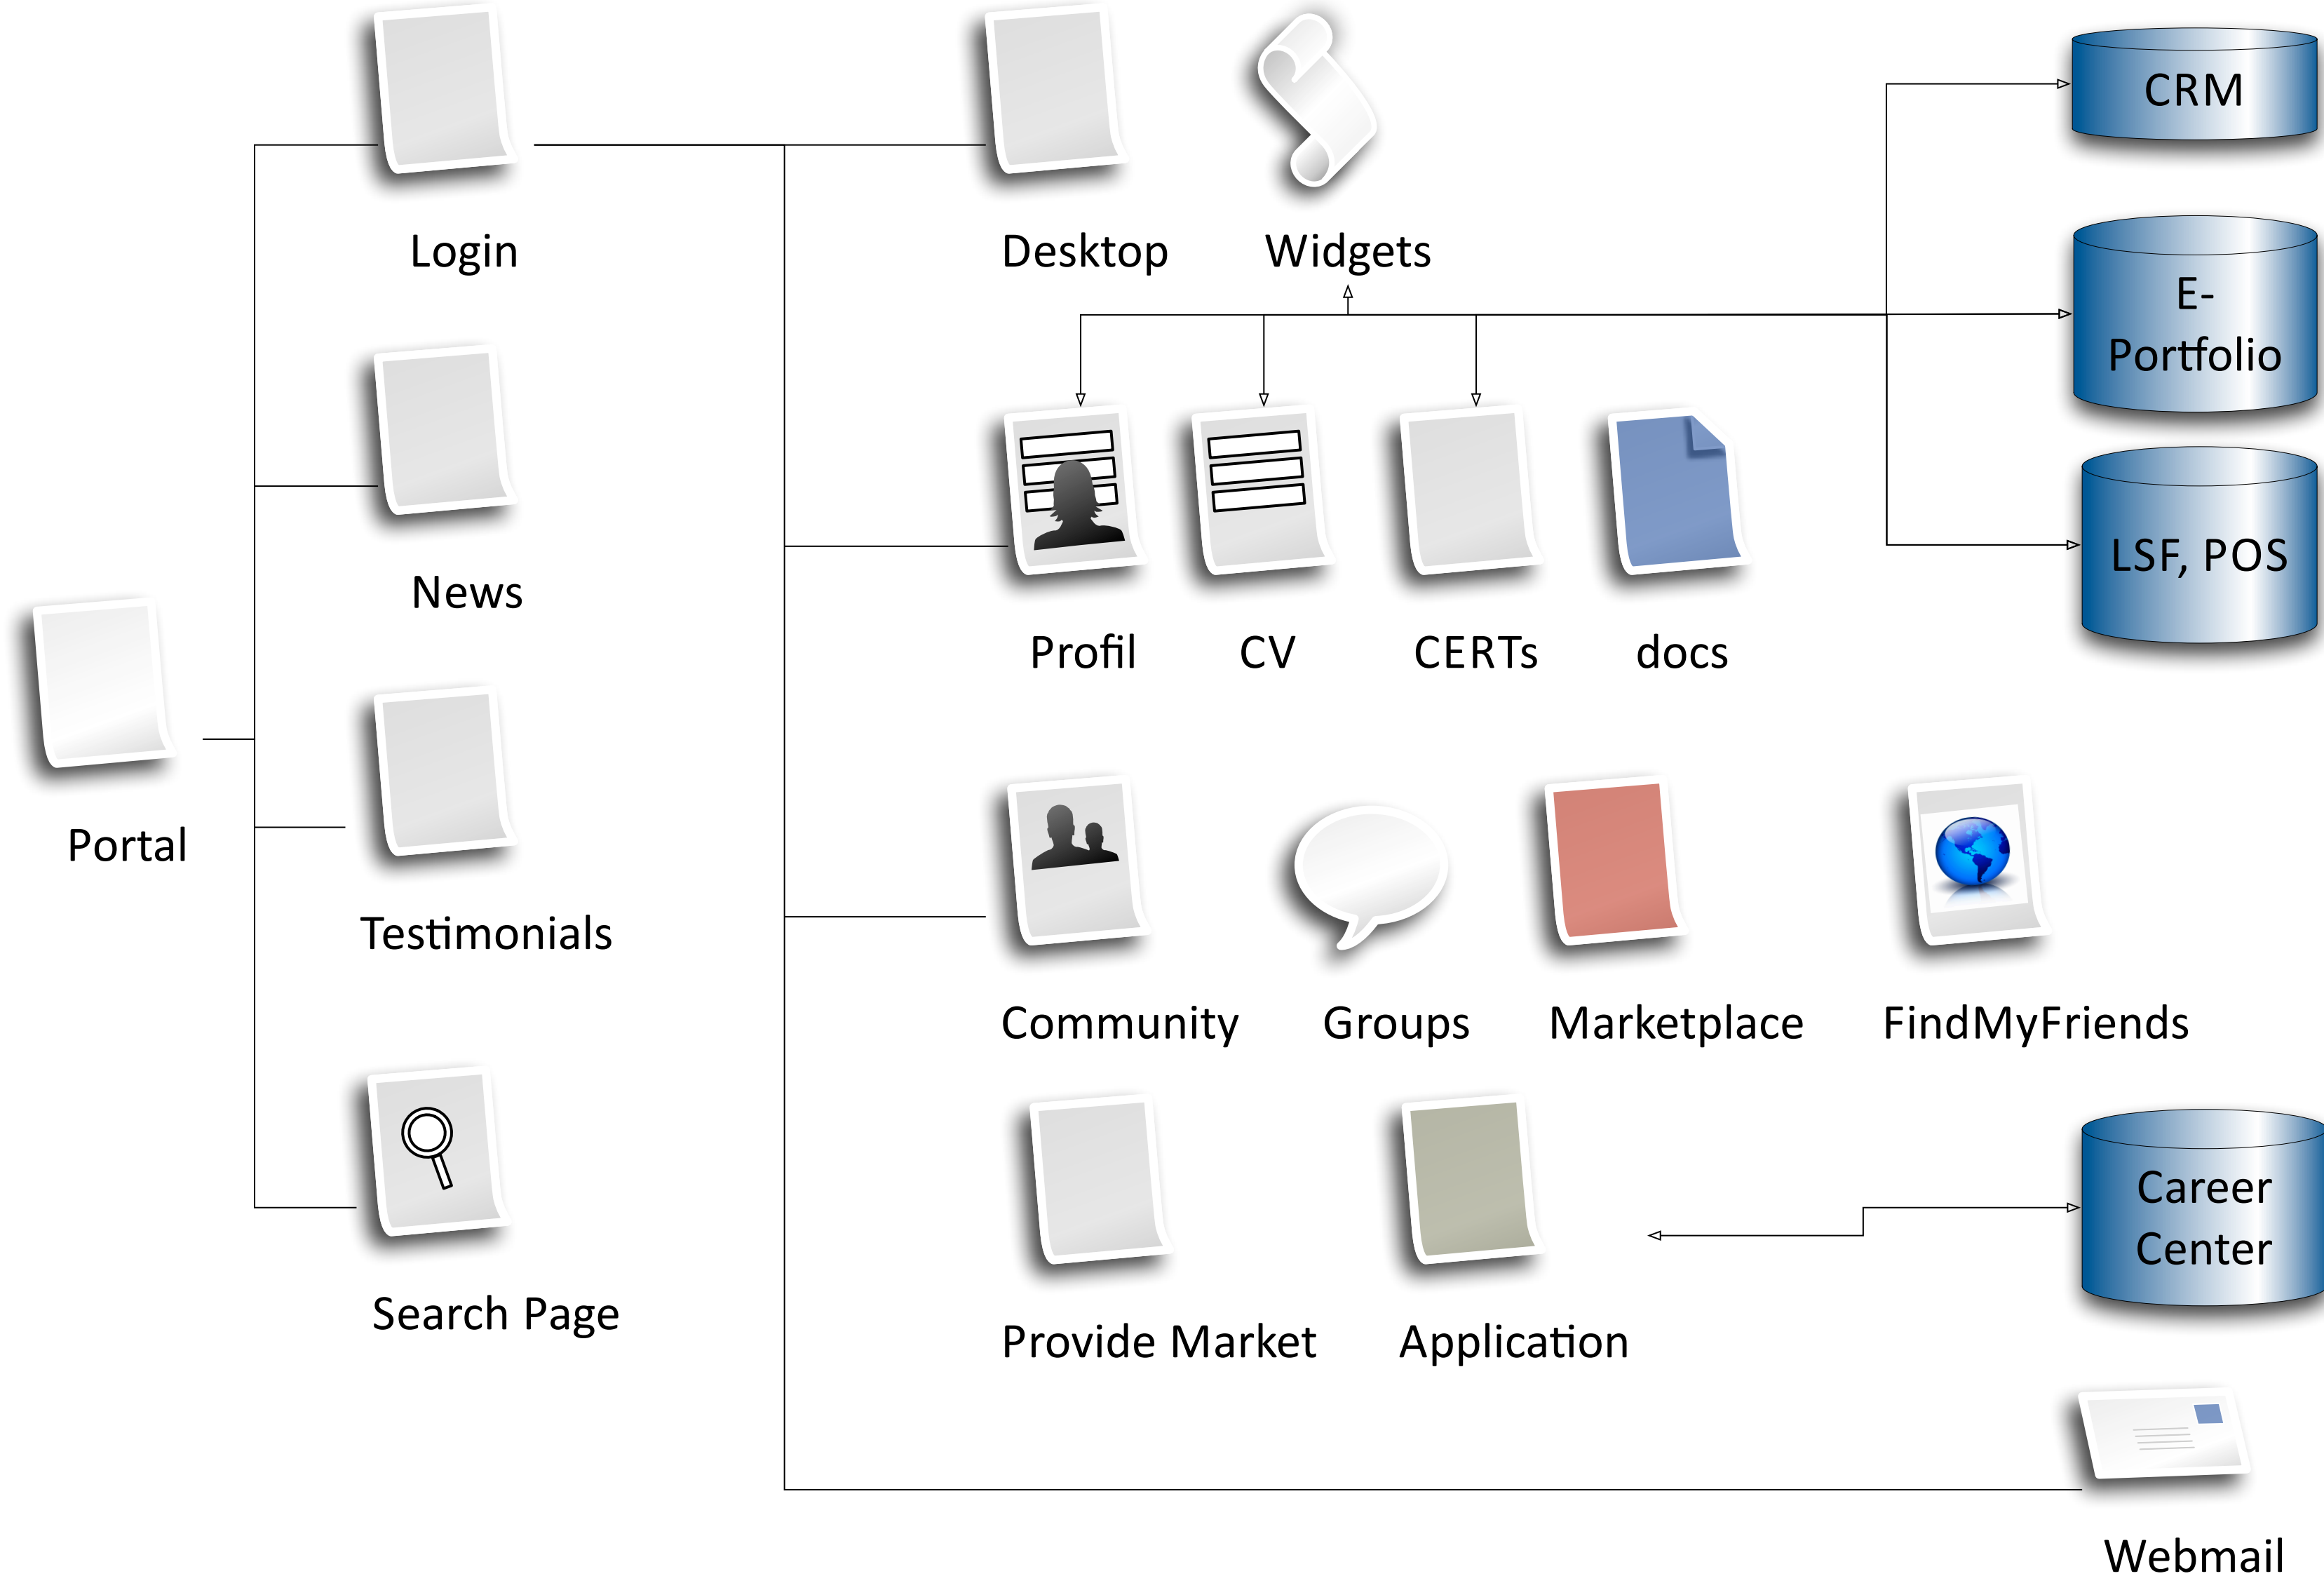 CRM
Login
Desktop
Widgets
E-
Portfolio
News
LSF, POS
Profil
CV
CERTs
docs
Portal
Testimonials
Community
Groups
Marketplace
FindMyFriends
Career
Center
Search Page
Provide Market
Application
Webmail